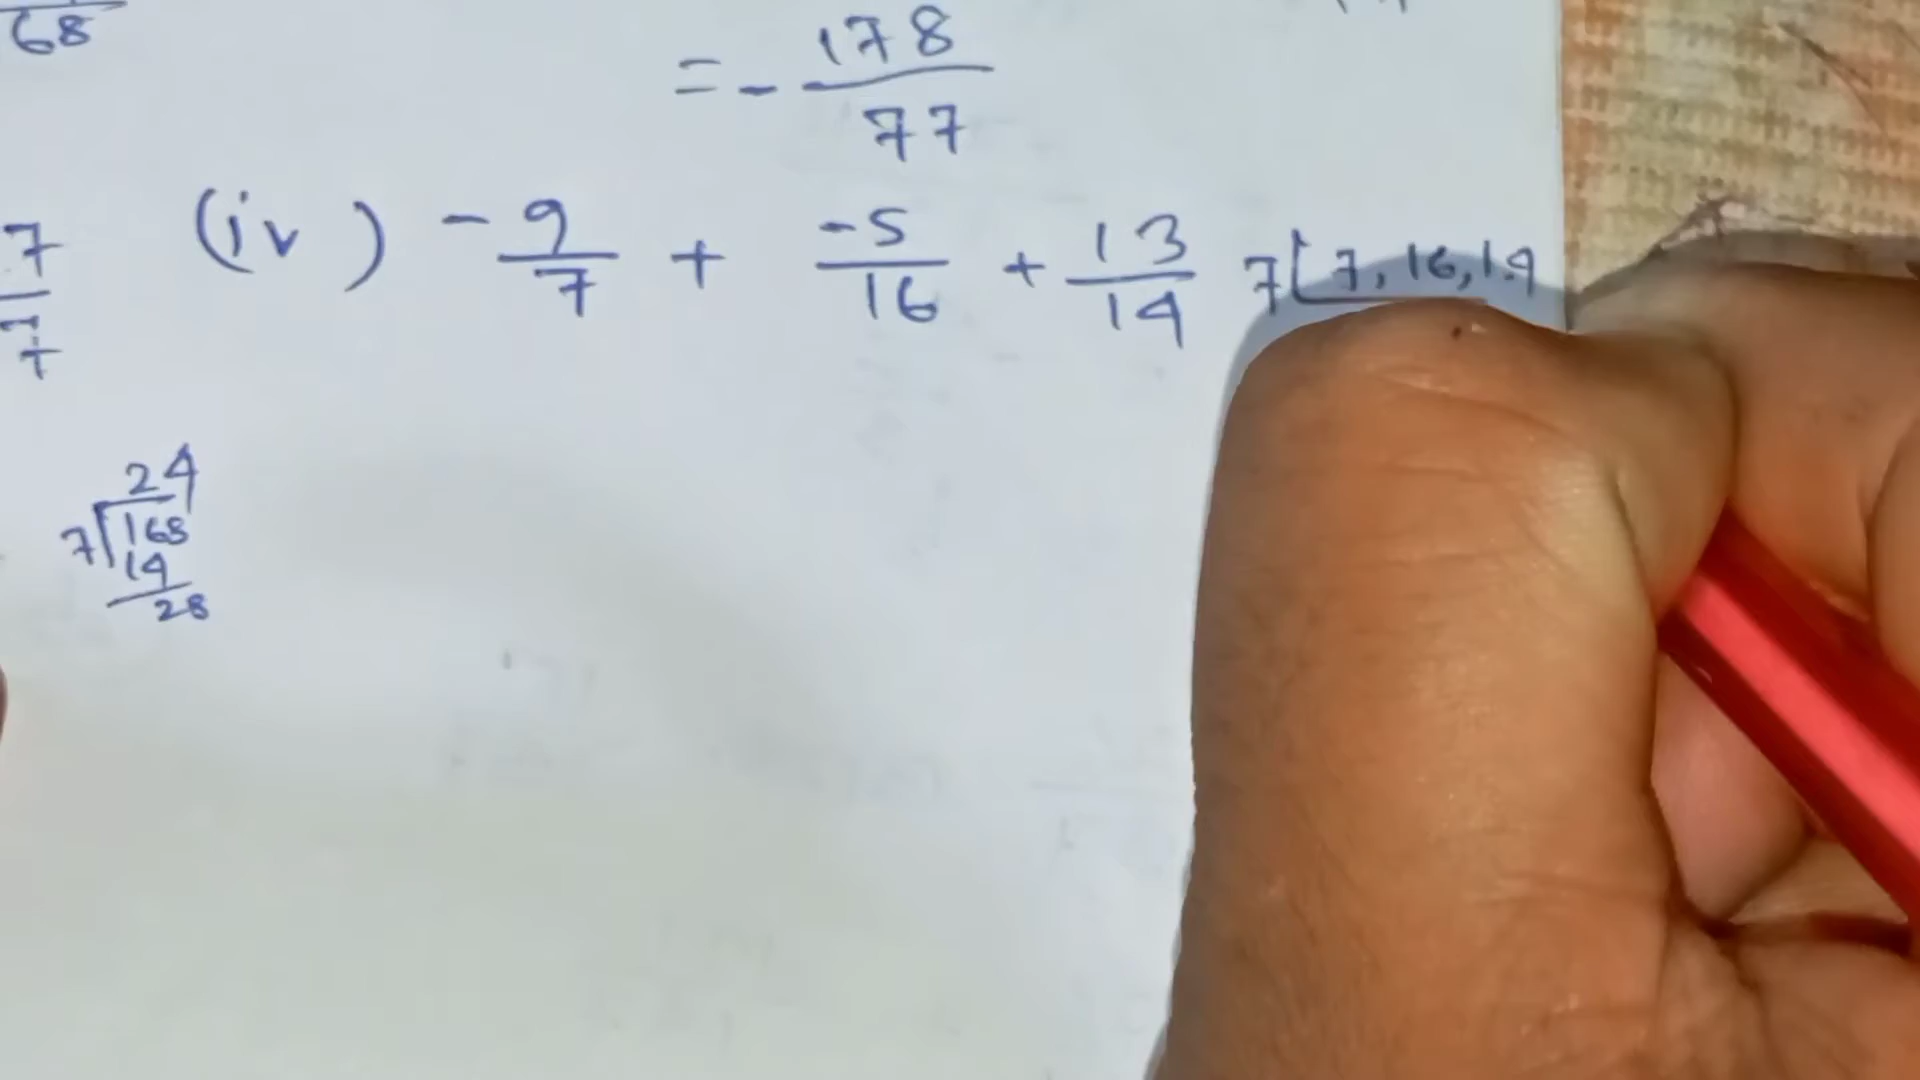 68
= - 178/77
7/7
(iv) -9/7 + -5/16 + 13/14
7 7, 16, 14
24
7 168
14
28